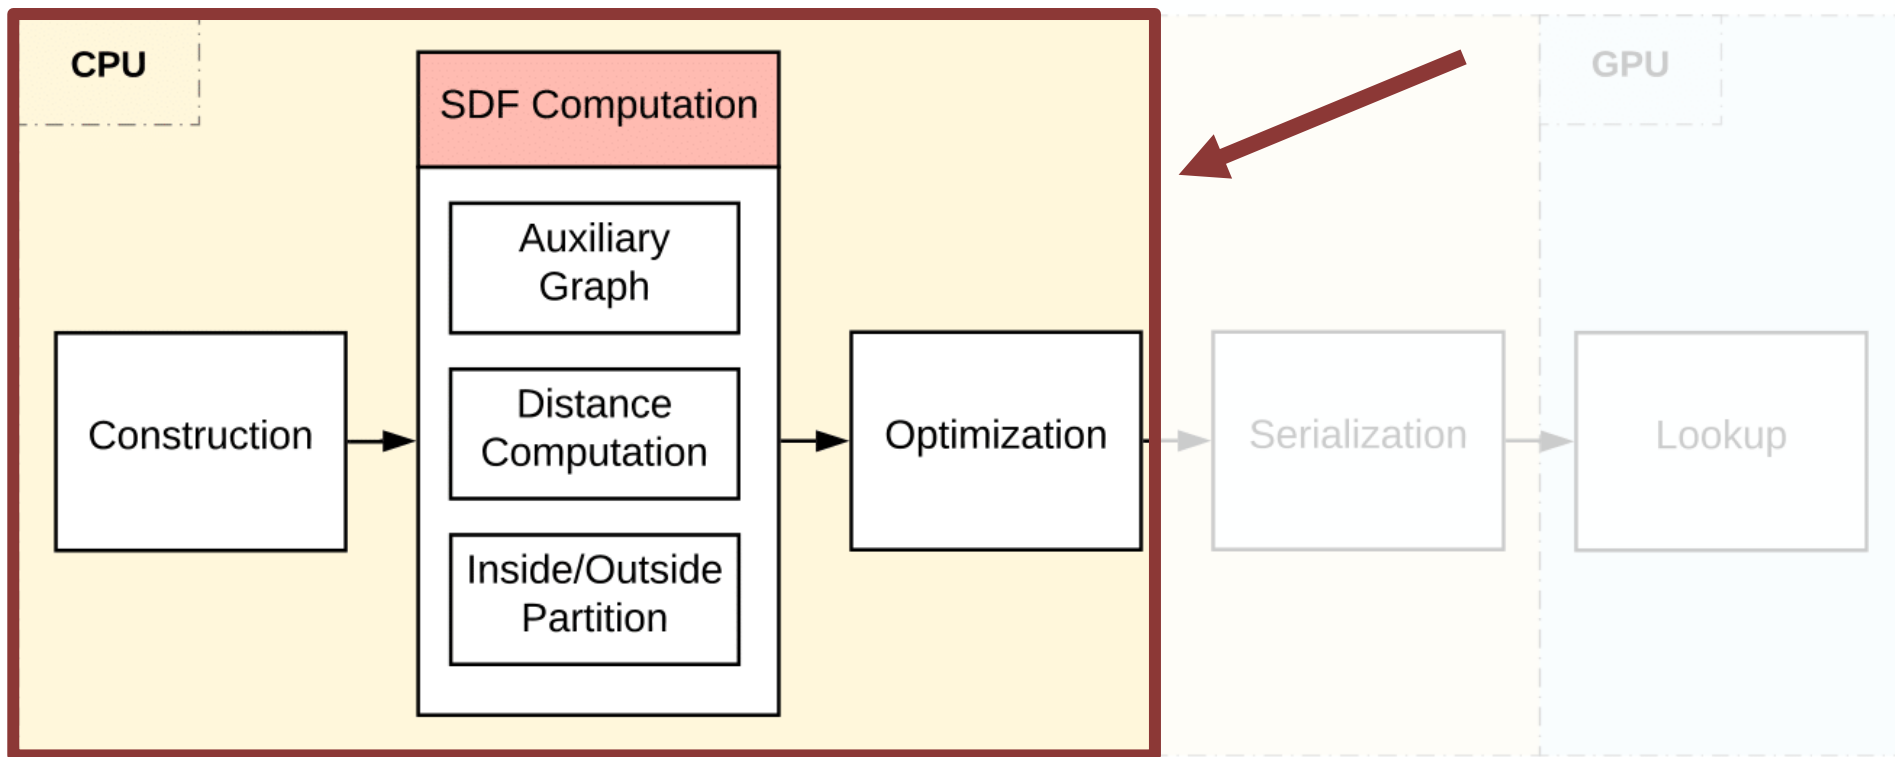 CPU
GPU
SDF Computation
Auxiliary
Graph
Distance
Computation
Inside/Outside
Partition
Construction
Optimization
Serialization
Lookup